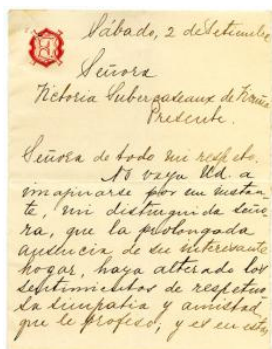 Sábado, 2 de Setiembre
Señora
Victoria Subercaseaux de Vicuña
Presente.
Señora de todo mi respeto.
No vaya Ud. a
imajinarse por un instan-
te, mi distinguida seño-
ra, que la prolongada
ausencia de su interesante
hogar, haya alterado los
sentimientos de respetuo
sa simpatía y amistad
que le profeso; y es en esta